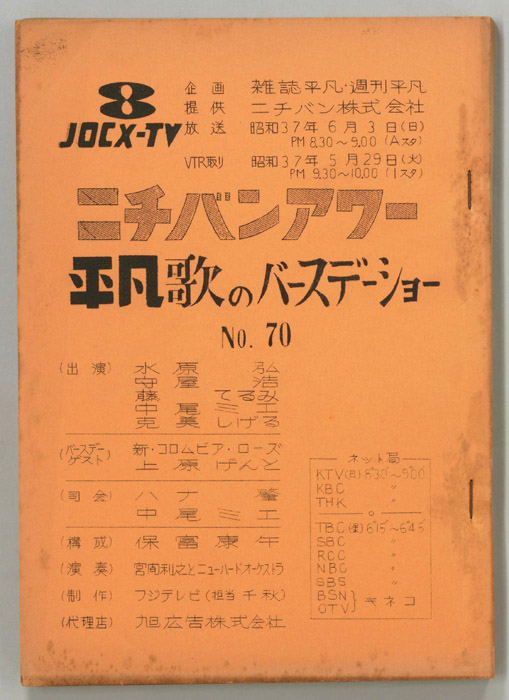 8
JOCX-TV
企画 雑誌平凡・週刊平凡
提供 ニチバン株式会社
放送 昭和37年6月3日(日)
PM 8.30〜9.00 (Aスタ)
VTR取り 昭和37年5月29日(火)
PM 9.30〜10.00 (1スタ)
ニチバンアワー
平凡歌のバースデーショー
No. 70
(出演) 水原 弘
守屋 浩
藤 てるみ
中尾ミエ
克美しげる
(バースデーゲスト) 新・コロムビア・ローズ
上原げんと
(司会) ハナ 肇
中尾ミエ
(構成) 保富康午
(演奏) 宮間利之とニューハードオーケストラ
(制作) フジテレビ(担当千秋)
(代理店) 旭広告株式会社
ネット局
KTV(日)8°30′〜9°00′
KBC 〃
THK 〃
TBC(金)6°15′〜6°45′
SBC 〃
RCC 〃
NBC 〃
SBS 〃
BSN
OTV }キネコ